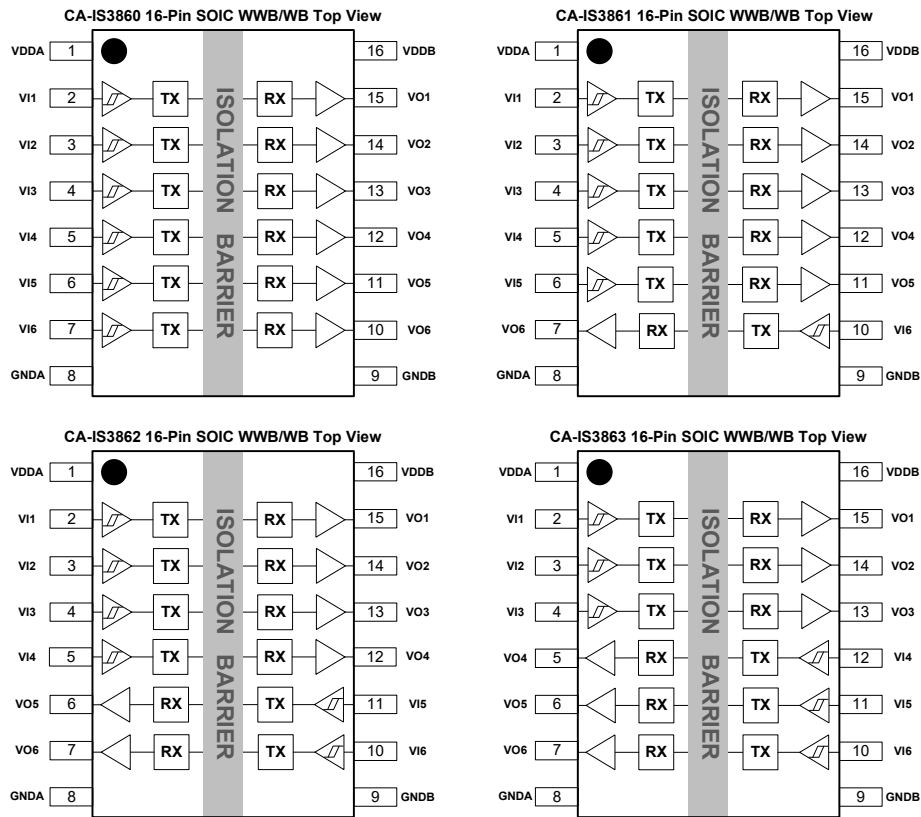 CA-IS3860 16-Pin SOIC WWB/WB Top View
VDDA 1 16 VDDB
VI1 2 TX RX 15 VO1
VI2 3 TX RX 14 VO2
VI3 4 TX RX 13 VO3
VI4 5 TX RX 12 VO4
VI5 6 TX RX 11 VO5
VI6 7 TX RX 10 VO6
GNDA 8 9 GNDB
ISOLATION BARRIER
CA-IS3861 16-Pin SOIC WWB/WB Top View
VDDA 1 16 VDDB
VI1 2 TX RX 15 VO1
VI2 3 TX RX 14 VO2
VI3 4 TX RX 13 VO3
VI4 5 TX RX 12 VO4
VI5 6 TX RX 11 VO5
VO6 7 RX TX 10 VI6
GNDA 8 9 GNDB
ISOLATION BARRIER
CA-IS3862 16-Pin SOIC WWB/WB Top View
VDDA 1 16 VDDB
VI1 2 TX RX 15 VO1
VI2 3 TX RX 14 VO2
VI3 4 TX RX 13 VO3
VI4 5 TX RX 12 VO4
VO5 6 RX TX 11 VI5
VO6 7 RX TX 10 VI6
GNDA 8 9 GNDB
ISOLATION BARRIER
CA-IS3863 16-Pin SOIC WWB/WB Top View
VDDA 1 16 VDDB
VI1 2 TX RX 15 VO1
VI2 3 TX RX 14 VO2
VI3 4 TX RX 13 VO3
VO4 5 RX TX 12 VI4
VO5 6 RX TX 11 VI5
VO6 7 RX TX 10 VI6
GNDA 8 9 GNDB
ISOLATION BARRIER